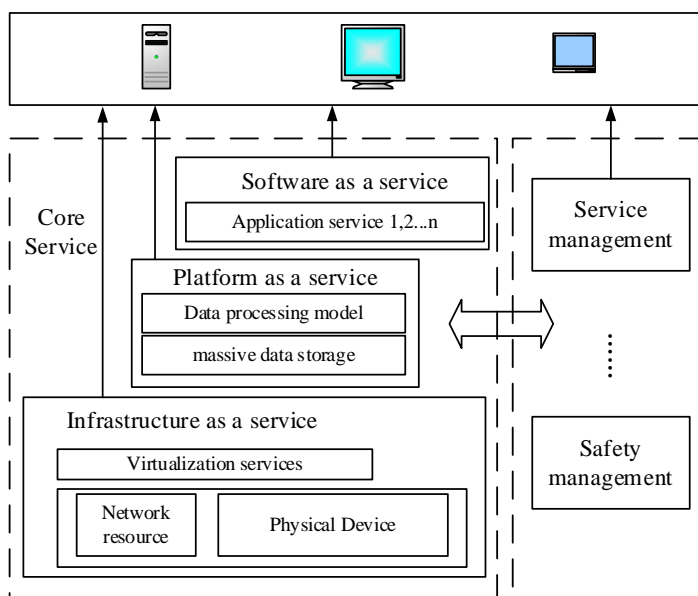 Software as a service
Application service 1,2...n
Core
Service
Platform as a service
Data processing model
massive data storage
Infrastructure as a service
Virtualization services
Network
resource
Physical Device
Service
management
Safety
management